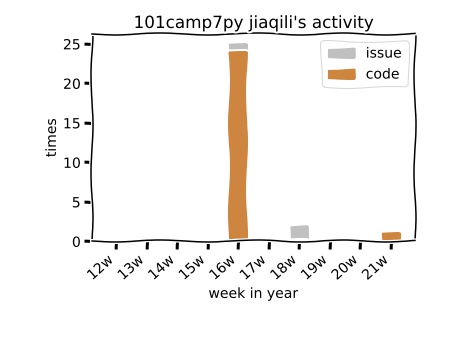 101camp7py jiaqili's activity
issue
code
times
25
20
15
10
5
0
12w 13w 14w 15w 16w 17w 18w 19w 20w 21w
week in year